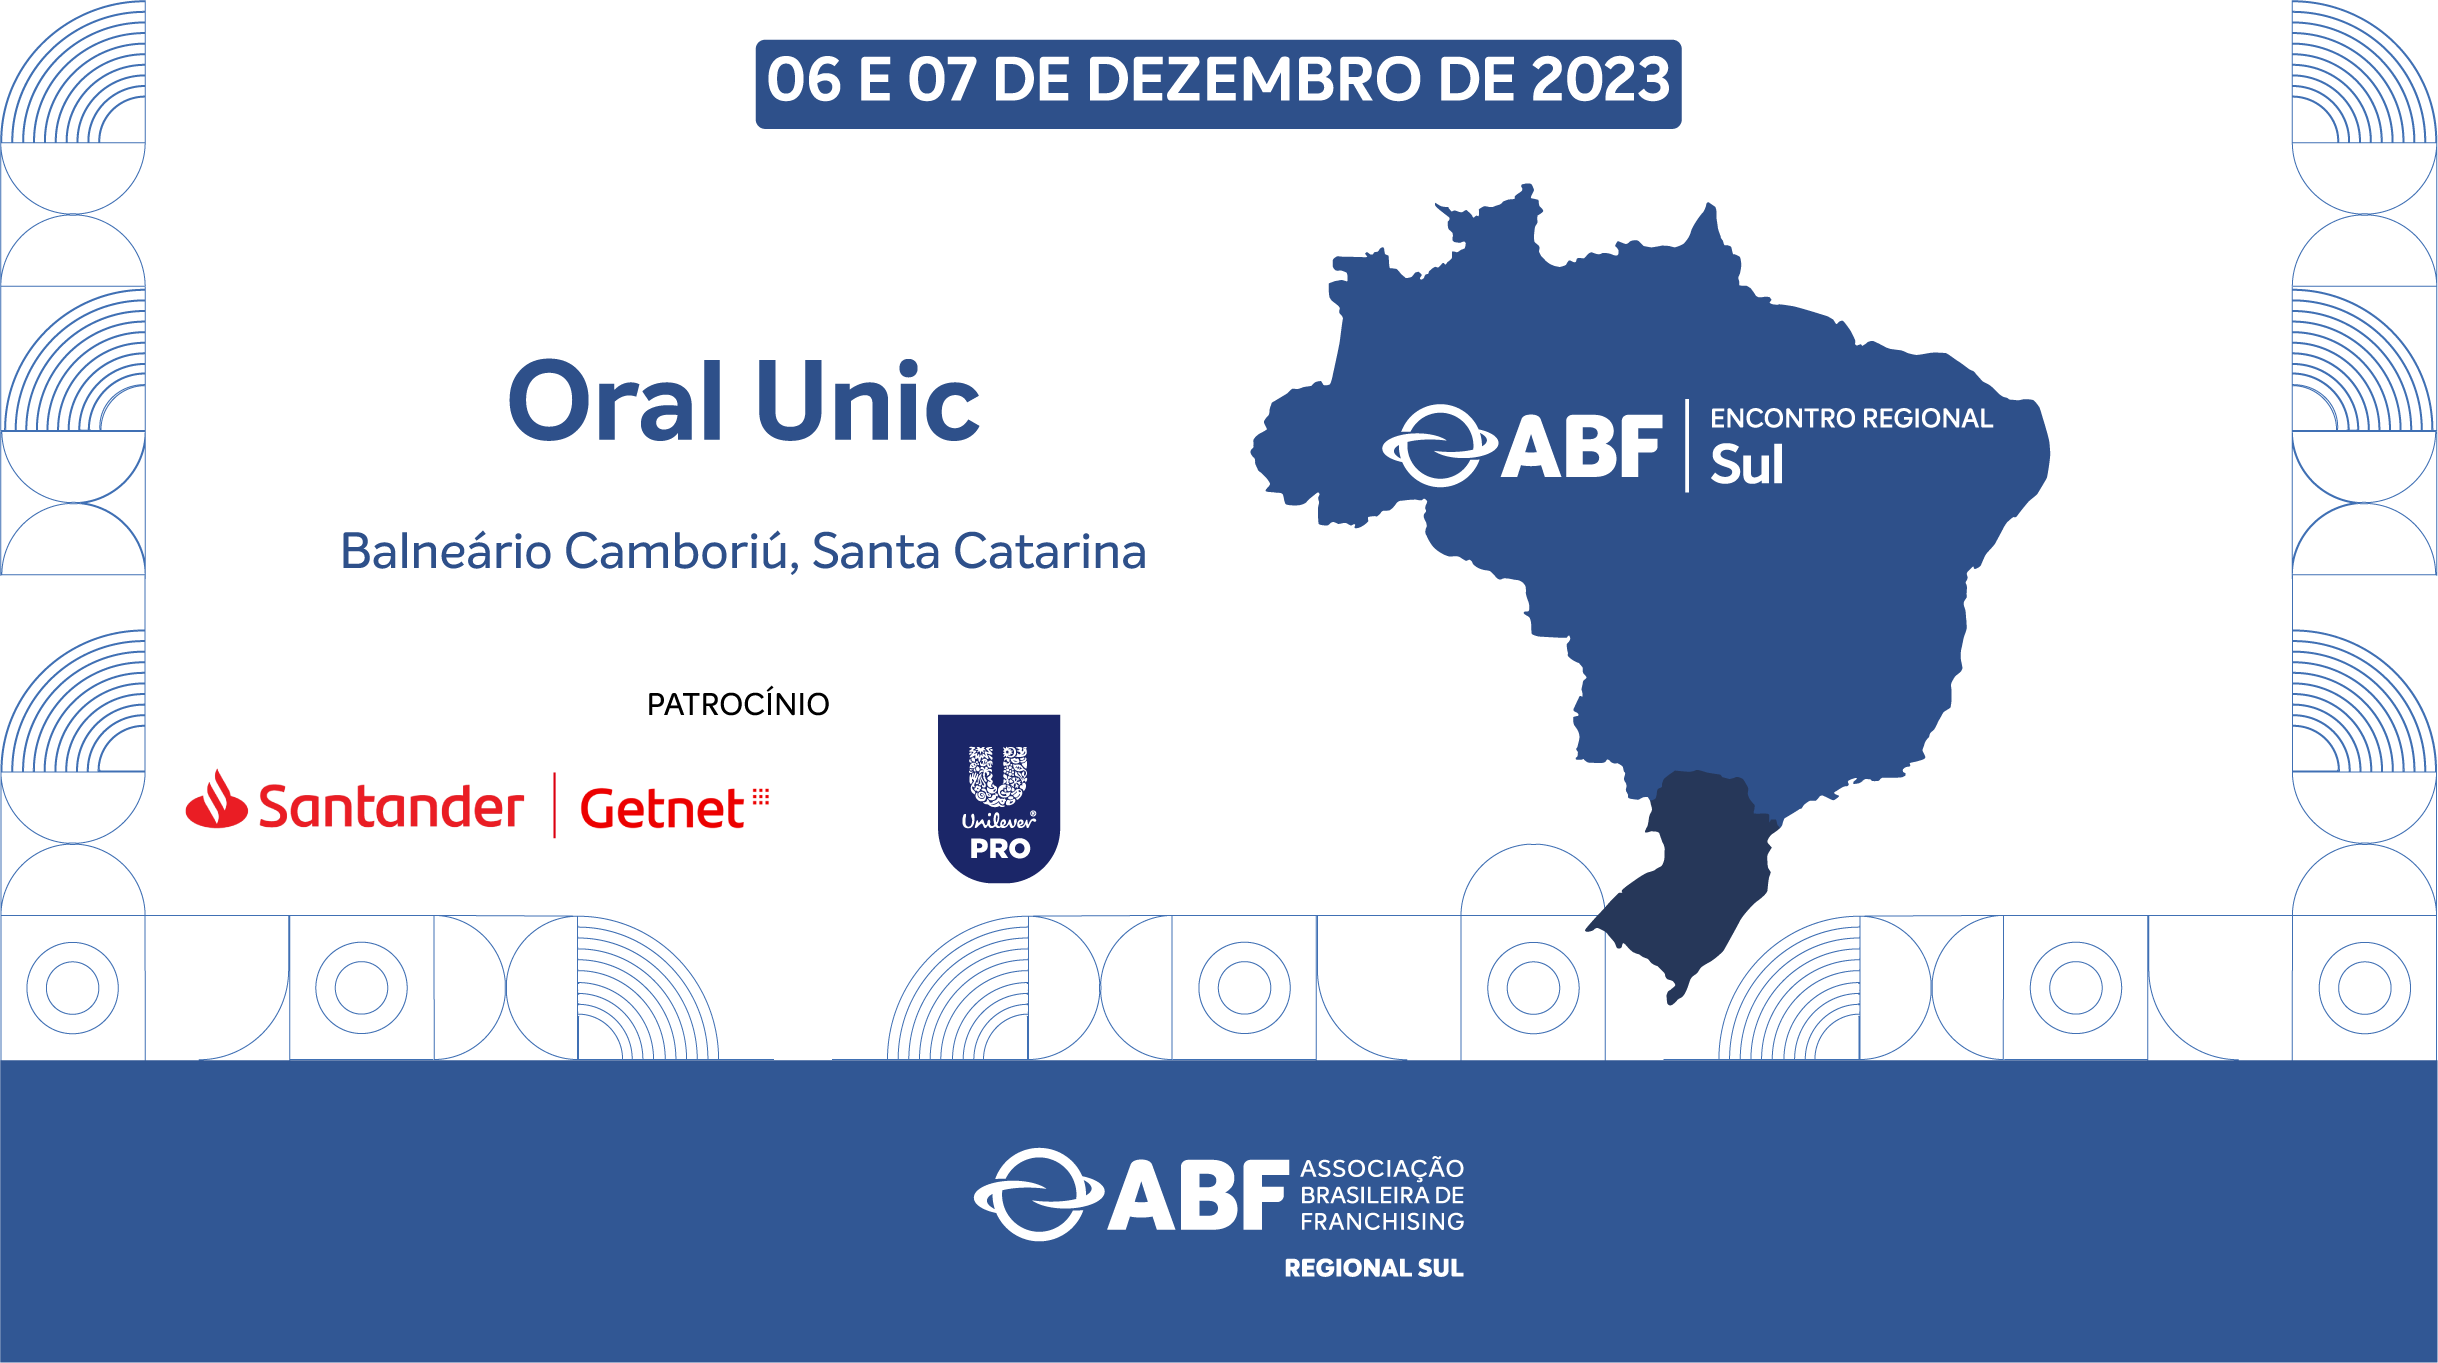 06 E 07 DE DEZEMBRO DE 2023
Oral Unic
Balneário Camboriú, Santa Catarina
ABF
ENCONTRO REGIONAL
Sul
PATROCÍNIO
Santander
Getnet
U
Unilever®
PRO
ABF
ASSOCIAÇÃO
BRASILEIRA DE
FRANCHISING
REGIONAL SUL